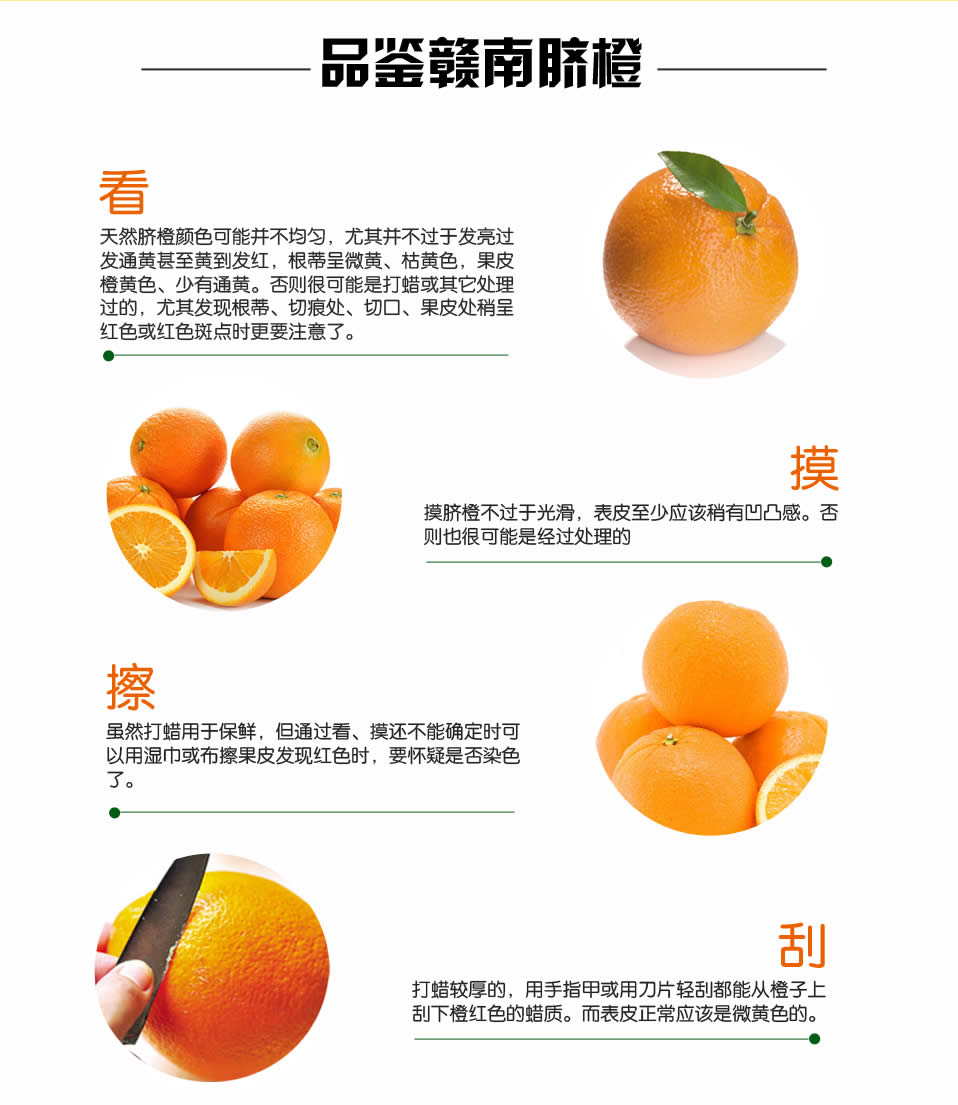 品鉴赣南脐橙
看
天然脐橙颜色可能并不均匀，尤其并不过于发亮过
发通黄甚至黄到发红，根蒂呈微黄、枯黄色，果皮
橙黄色、少有通黄。否则很可能是打蜡或其它处理
过的，尤其发现根蒂、切痕处、切口、果皮处稍呈
红色或红色斑点时更要注意了。
摸
摸脐橙不过于光滑，表皮至少应该稍有凹凸感。否
则也很可能是经过处理的
擦
虽然打蜡用于保鲜，但通过看、摸还不能确定时可
以用湿巾或布擦果皮发现红色时，要怀疑是否染色
了。
刮
打蜡较厚的，用手指甲或用刀片轻刮都能从橙子上
刮下橙红色的蜡质。而表皮正常应该是微黄色的。